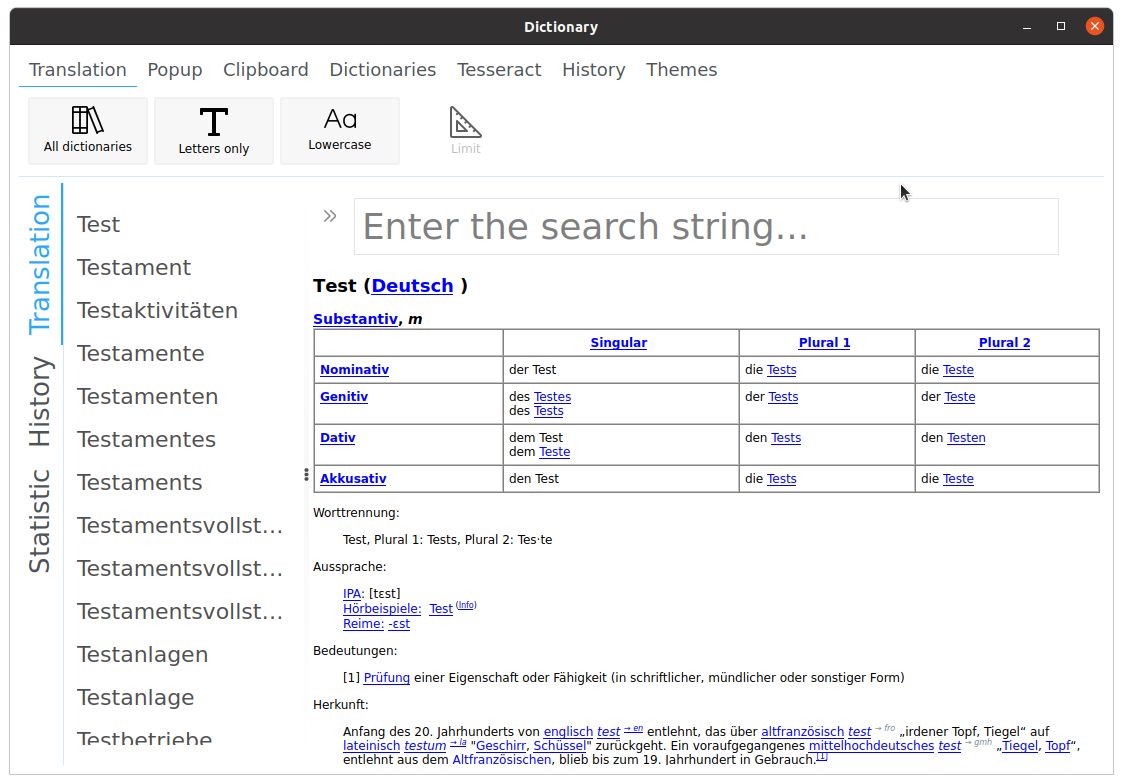 Dictionary
Translation Popup Clipboard Dictionaries Tesseract History Themes
All dictionaries Letters only Lowercase Limit
Translation
History
Statistic
Test
Testament
Testaktivitäten
Testamente
Testamenten
Testamentes
Testaments
Testamentsvollst...
Testamentsvollst...
Testamentsvollst...
Testanlagen
Testanlage
Testbetriebe
» Enter the search string...
Test (Deutsch )
Substantiv, m
Singular Plural 1 Plural 2
Nominativ der Test die Tests die Teste
Genitiv des Testes der Tests der Teste
des Tests
Dativ dem Test den Tests den Testen
dem Teste
Akkusativ den Test die Tests die Teste
Worttrennung:
Test, Plural 1: Tests, Plural 2: Tes·te
Aussprache:
IPA: [tɛst]
Hörbeispiele: Test (Info)
Reime: -ɛst
Bedeutungen:
[1] Prüfung einer Eigenschaft oder Fähigkeit (in schriftlicher, mündlicher oder sonstiger Form)
Herkunft:
Anfang des 20. Jahrhunderts von englisch test → en entlehnt, das über altfranzösisch test → fro „irdener Topf, Tiegel“ auf
lateinisch testum → la "Geschirr, Schüssel" zurückgeht. Ein voraufgegangenes mittelhochdeutsches test → gmh „Tiegel, Topf“,
entlehnt aus dem Altfranzösischen, blieb bis zum 19. Jahrhundert in Gebrauch.[1]